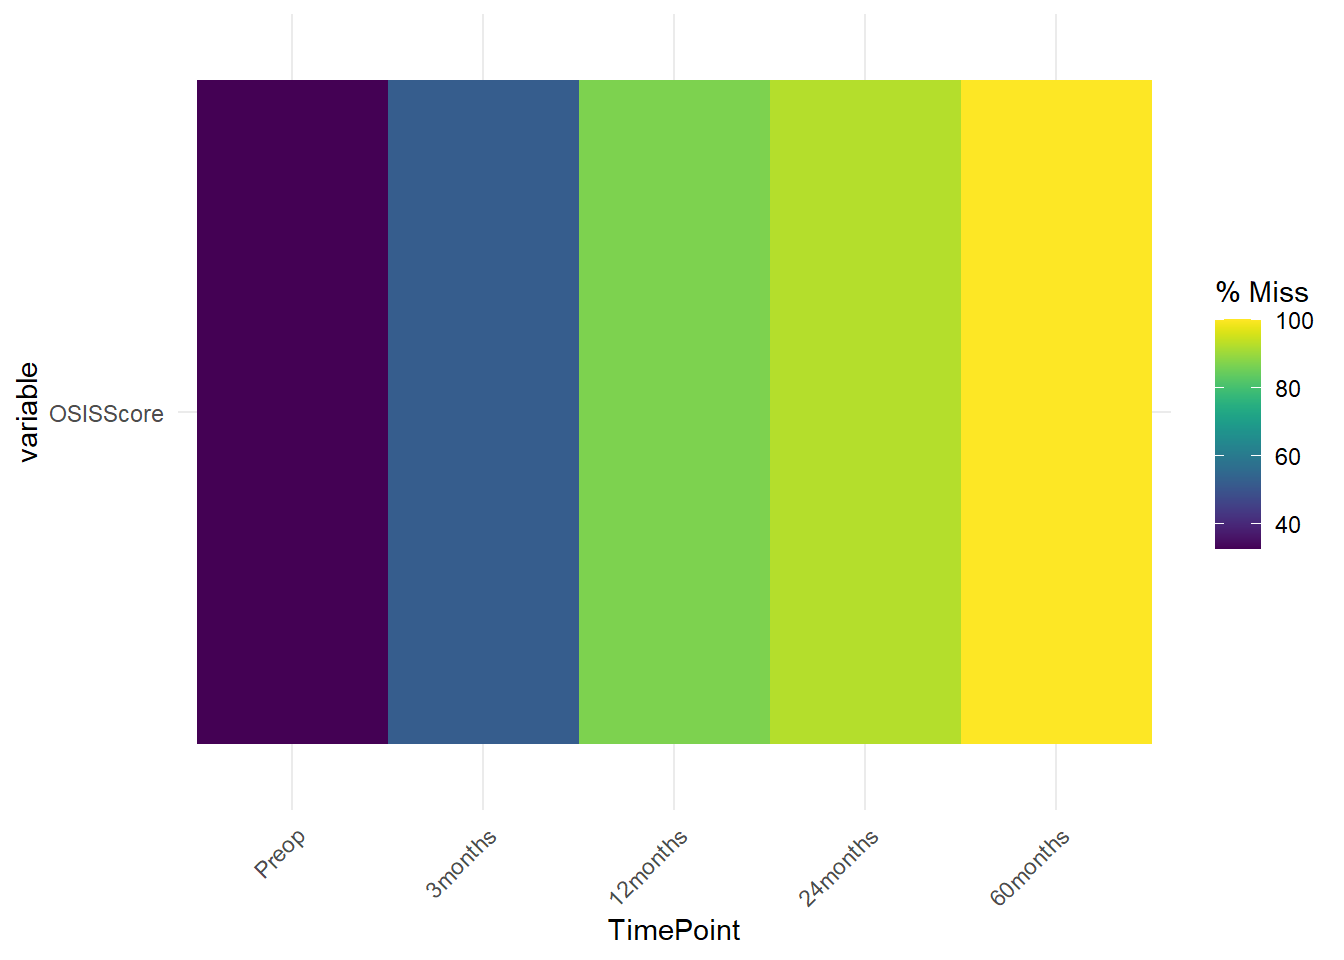 % Miss
100
80
60
40
variable
OSISScore
Preop
3months
12months
24months
60months
TimePoint